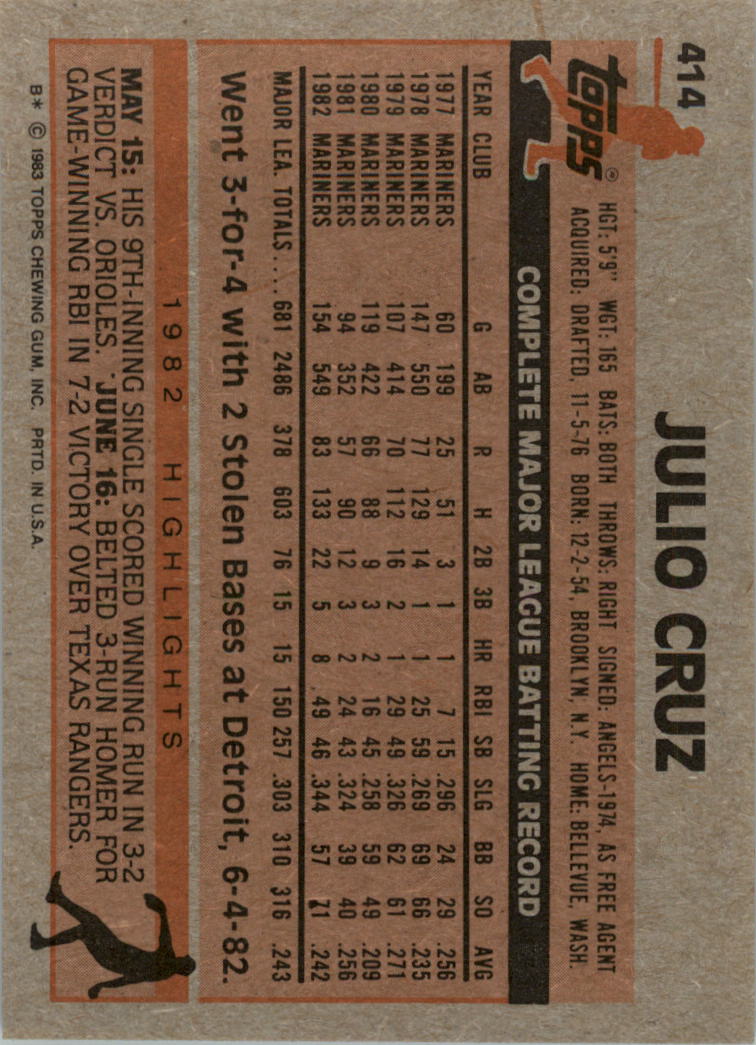 414
JULIO CRUZ
topps®
HGT: 5'9" WGT: 165 BATS: BOTH THROWS: RIGHT SIGNED: ANGELS-1974, AS FREE AGENT
ACQUIRED: DRAFTED, 11-5-76 BORN: 12-2-54, BROOKLYN, N.Y. HOME: BELLEVUE, WASH.
COMPLETE MAJOR LEAGUE BATTING RECORD
YEAR CLUB G AB R H 2B 3B HR RBI SB SLG BB SO AVG
1977 MARINERS 60 199 25 51 3 1 1 7 15 .296 24 29 .256
1978 MARINERS 147 550 77 129 14 1 1 25 59 .269 69 66 .235
1979 MARINERS 107 414 70 112 16 2 1 29 49 .326 62 61 .271
1980 MARINERS 119 422 66 88 9 3 2 16 45 .258 59 49 .209
1981 MARINERS 94 352 57 90 12 3 2 24 43 .324 39 40 .256
1982 MARINERS 154 549 83 133 22 5 8 49 46 .344 57 71 .242
MAJOR LEA. TOTALS.... 681 2486 378 603 76 15 15 150 257 .303 310 316 .243
Went 3-for-4 with 2 Stolen Bases at Detroit, 6-4-82.
1982 HIGHLIGHTS
MAY 15: HIS 9TH-INNING SINGLE SCORED WINNING RUN IN 3-2
VERDICT VS. ORIOLES. JUNE 16: BELTED 3-RUN HOMER FOR
GAME-WINNING RBI IN 7-2 VICTORY OVER TEXAS RANGERS.
B* © 1983 TOPPS CHEWING GUM, INC. PRTD. IN U.S.A.